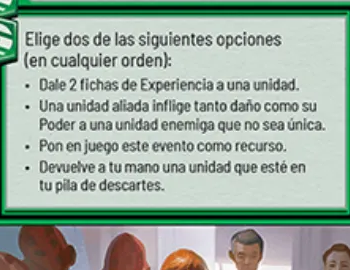 Elige dos de las siguientes opciones
(en cualquier orden):
• Dale 2 fichas de Experiencia a una unidad.
• Una unidad aliada inflige tanto daño como su
Poder a una unidad enemiga que no sea única.
• Pon en juego este evento como recurso.
• Devuelve a tu mano una unidad que esté en
tu pila de descartes.